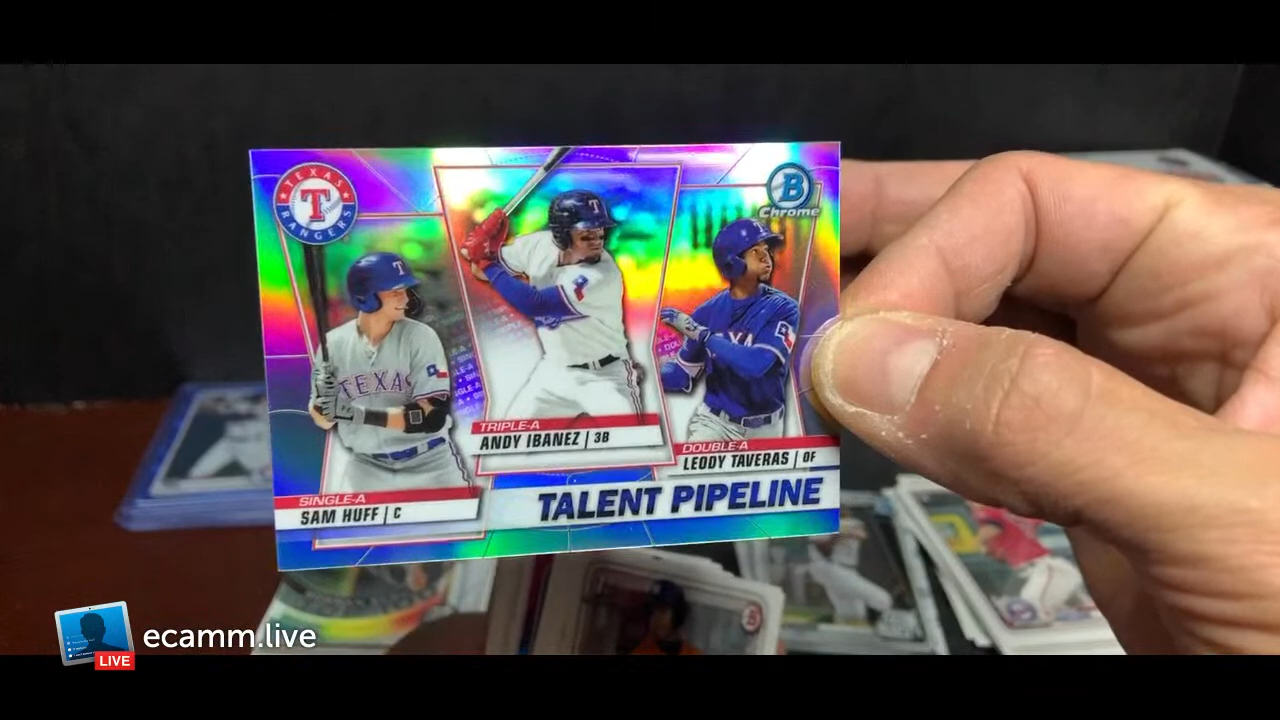 TEXAS
RANGERS
T
B
Chrome
T
T
TEXAS
TEXA
TRIPLE-A
ANDY IBANEZ | 3B
DOUBLE-A
LEODY TAVERAS | OF
SINGLE-A
SAM HUFF | C
TALENT PIPELINE
B
LIVE
ecamm.live